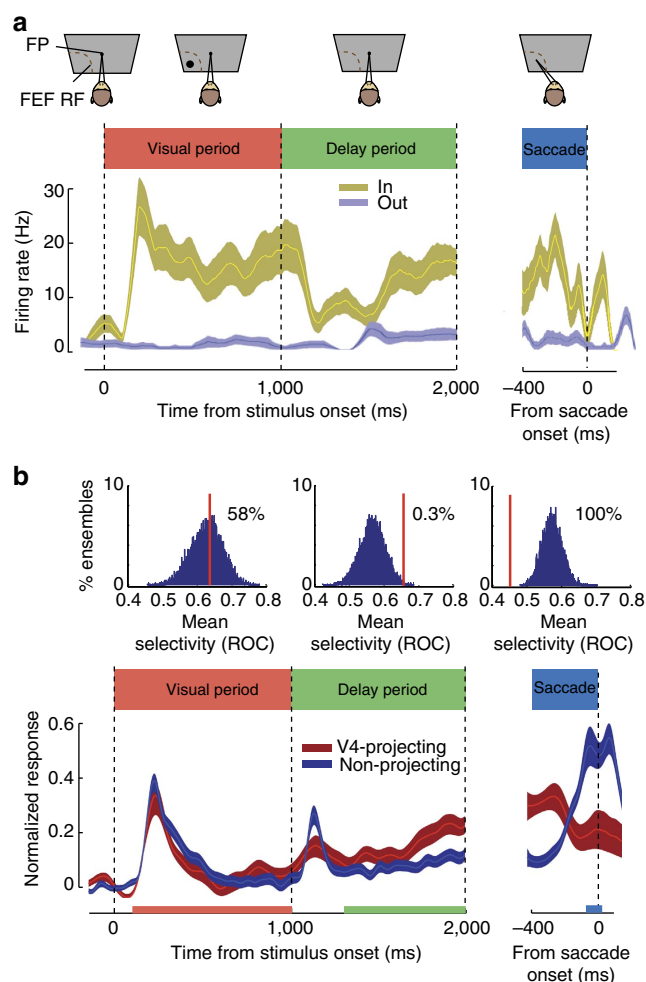 a
FP
FEF RF
Visual period
Delay period
Saccade
In
Out
Firing rate (Hz)
30
20
10
0
0
1,000
2,000
Time from stimulus onset (ms)
–400
0
From saccade
onset (ms)
b
% ensembles
10
0
58%
0.4 0.5 0.6 0.7 0.8
Mean
selectivity (ROC)
10
0
0.3%
0.4 0.5 0.6 0.7 0.8
Mean
selectivity (ROC)
10
0
100%
0.4 0.5 0.6 0.7 0.8
Mean
selectivity (ROC)
Visual period
Delay period
Saccade
V4-projecting
Non-projecting
Normalized response
0.6
0.4
0.2
0
0
1,000
2,000
Time from stimulus onset (ms)
–400
0
From saccade
onset (ms)